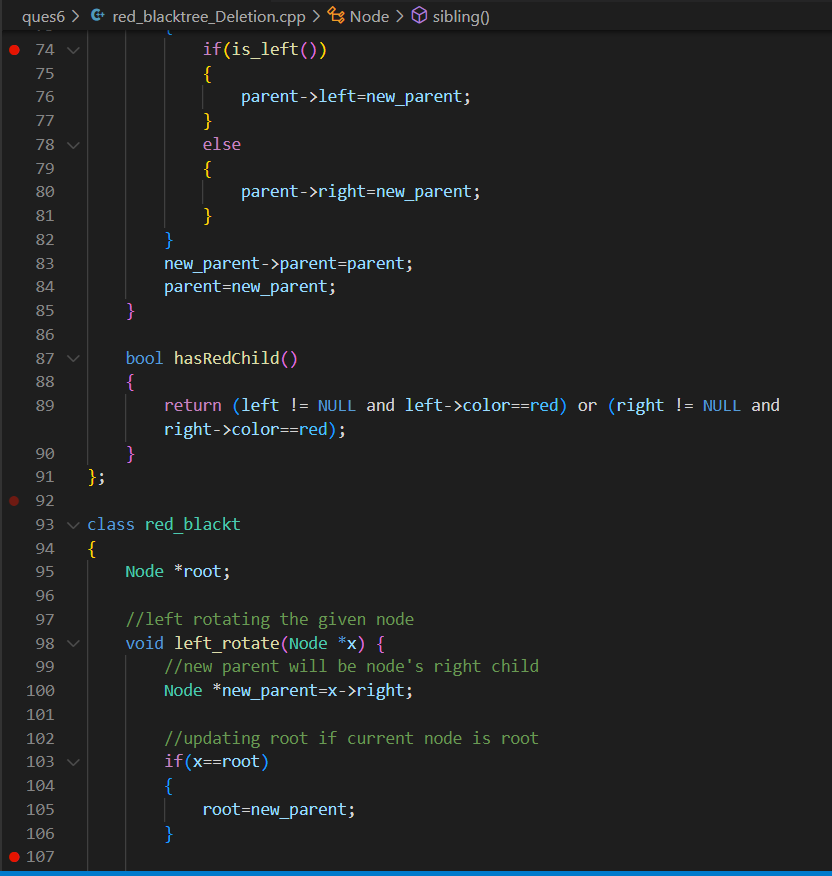 ques6 > red_blacktree_Deletion.cpp > Node > sibling()
74 if(is_left())
75 {
76 parent->left=new_parent;
77 }
78 else
79 {
80 parent->right=new_parent;
81 }
82 }
83 new_parent->parent=parent;
84 parent=new_parent;
85 }
86
87 bool hasRedChild()
88 {
89 return (left != NULL and left->color==red) or (right != NULL and
right->color==red);
90 }
91 };
92
93 class red_blackt
94 {
95 Node *root;
96
97 //left rotating the given node
98 void left_rotate(Node *x) {
99 //new parent will be node's right child
100 Node *new_parent=x->right;
101
102 //updating root if current node is root
103 if(x==root)
104 {
105 root=new_parent;
106 }
107